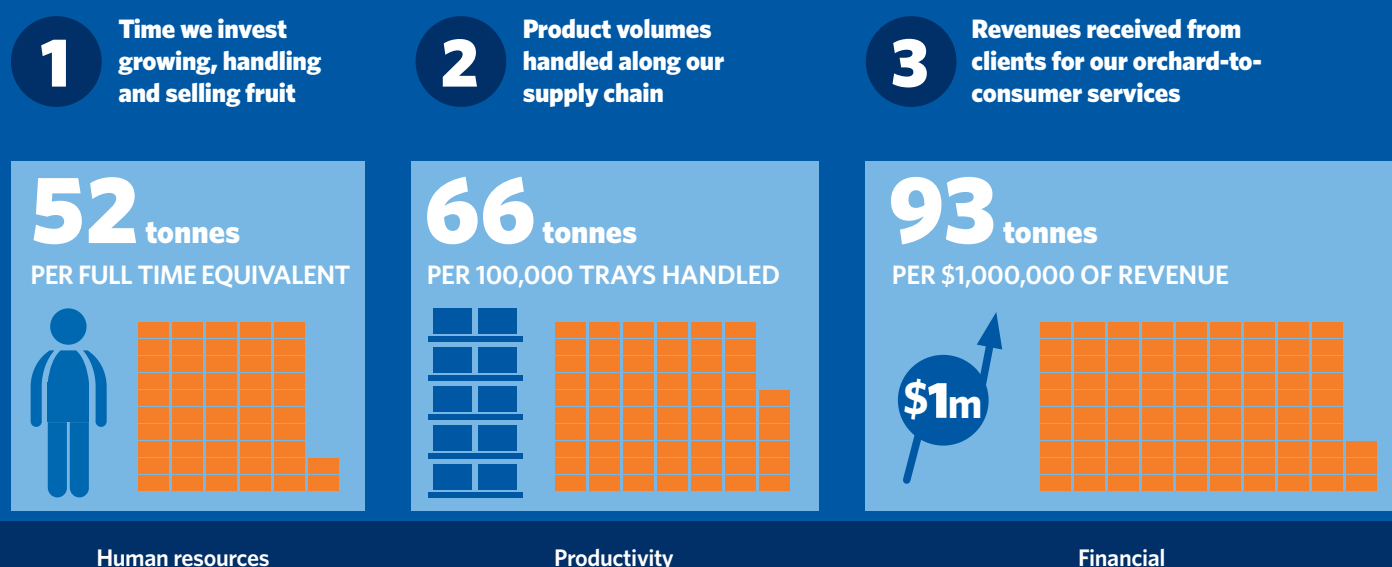 1
Time we invest
growing, handling
and selling fruit
2
Product volumes
handled along our
supply chain
3
Revenues received from
clients for our orchard-to-
consumer services
52 tonnes
PER FULL TIME EQUIVALENT
66 tonnes
PER 100,000 TRAYS HANDLED
93 tonnes
PER $1,000,000 OF REVENUE
$1m
Human resources
Productivity
Financial